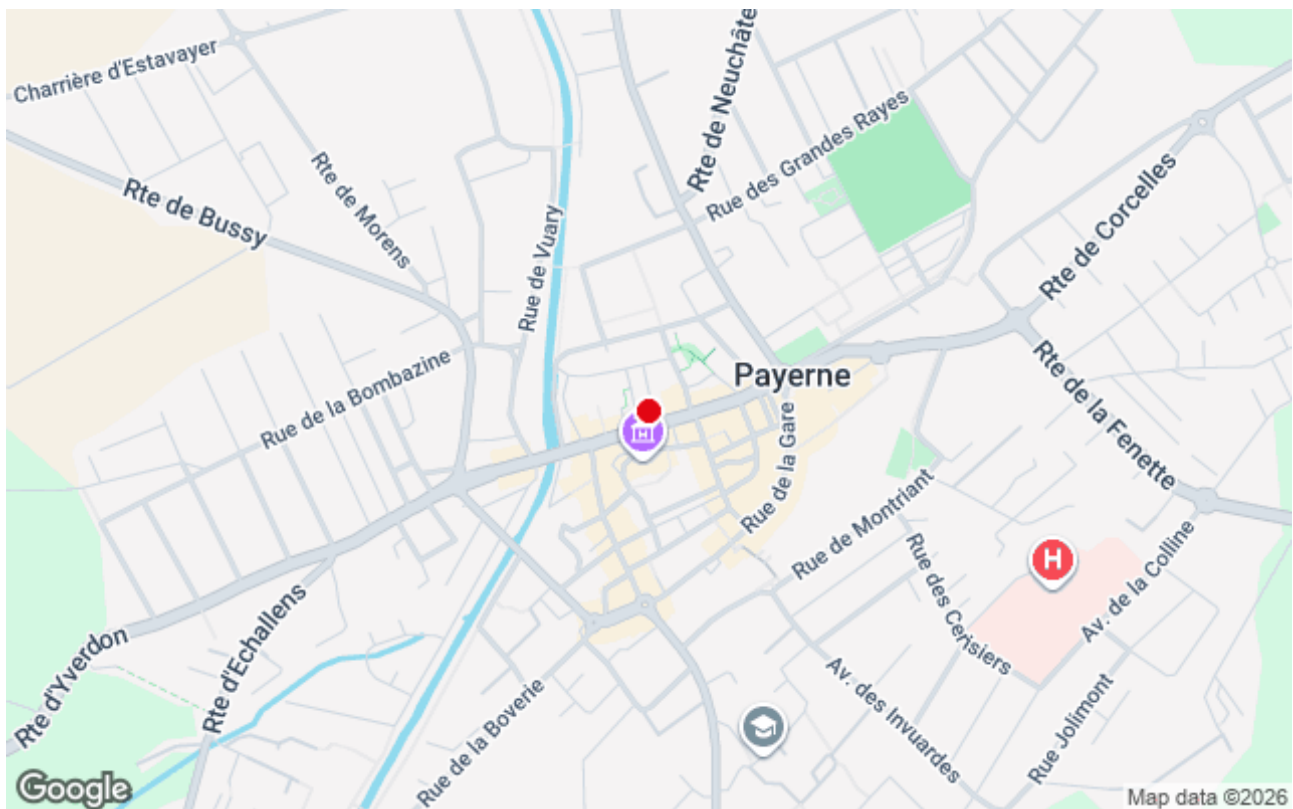 Charrière d'Estavayer
Rte de Neuchâte
Rue des Grandes Rayes
Rte de Morens
Rte de Bussy
Rue de Vuary
Rte de Corcelles
Rue de la Bombazine
Payerne
Rte de la Fenette
Rue de la Gare
Rue de Montriant
H
Rue des Cerisiers
Av. de la Colline
Rte d'Echallens
Rte d'Yverdon
Rue de la Boverie
Av. des Invuardes
Rue Jolimont
Google
Map data ©2026